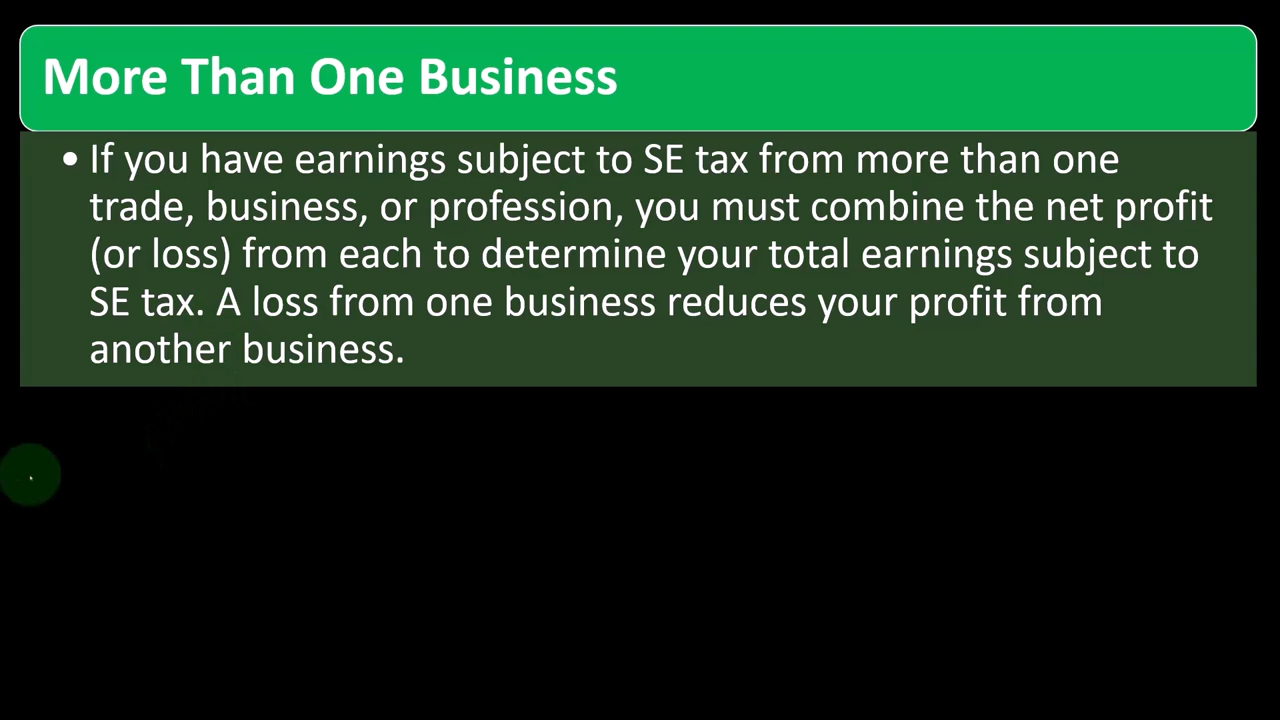 More Than One Business
• If you have earnings subject to SE tax from more than one
trade, business, or profession, you must combine the net profit
(or loss) from each to determine your total earnings subject to
SE tax. A loss from one business reduces your profit from
another business.